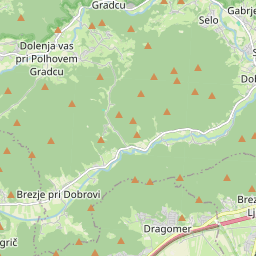 Gradcu
Gabrje
Selo
Dolenja vas
pri Polhovem
Gradcu
Dob
Brezje pri Dobrovi
Brez
Lj
Dragomer
grič